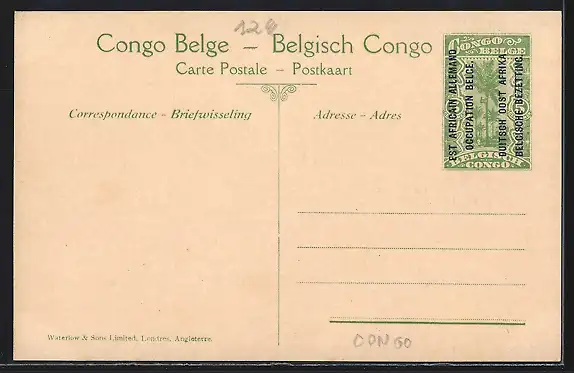 128
Congo Belge – Belgisch Congo
Carte Postale – Postkaart
Correspondance – Briefwisseling
Adresse – Adres
CONGO
BELGE
EST AFRICAIN ALLEMAND
OCCUPATION BELGE.
DUITSCH OOST AFRIKA
BELGISCHE BEZETTING.
BELGISCH
CONGO
Waterlow & Sons Limited, Londres, Angleterre.
CONGO